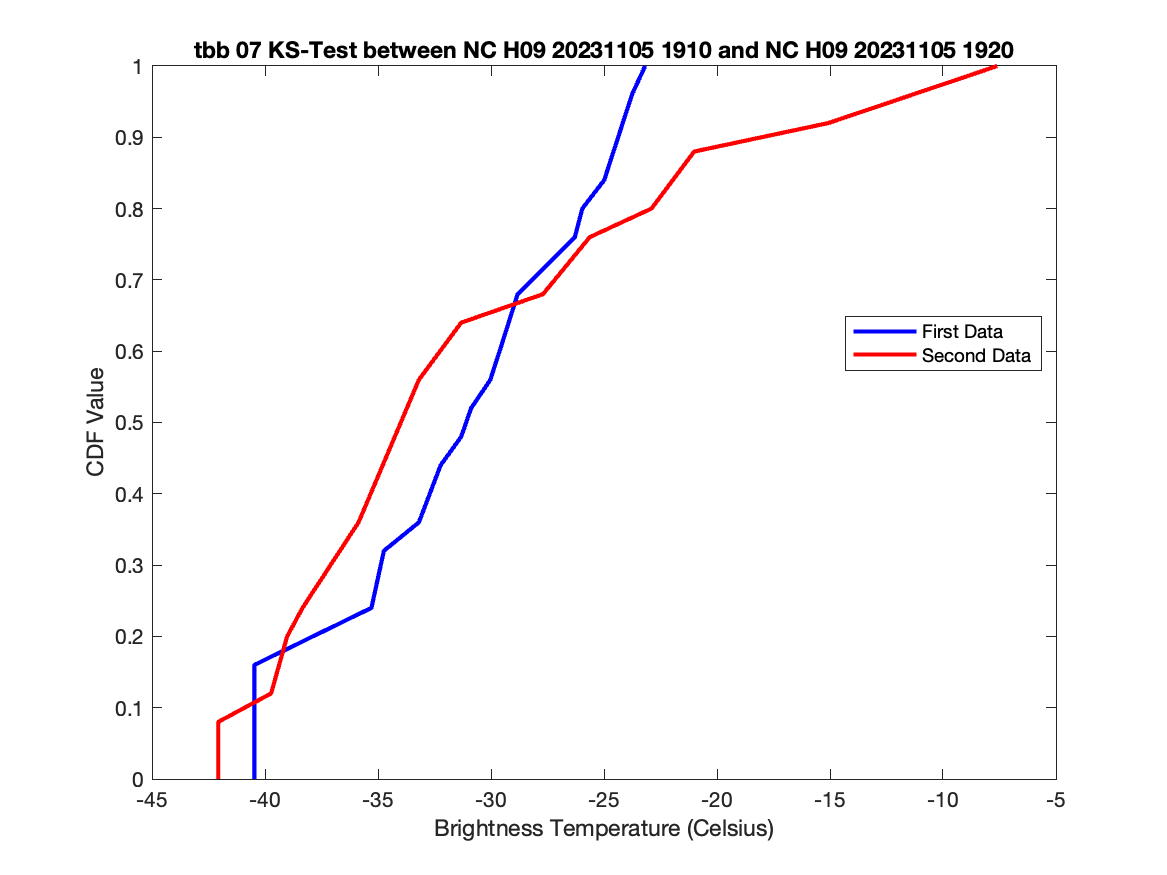 tbb 07 KS-Test between NC H09 20231105 1910 and NC H09 20231105 1920
1
0.9
0.8
0.7
0.6
0.5
0.4
0.3
0.2
0.1
0
CDF Value
First Data
Second Data
-45 -40 -35 -30 -25 -20 -15 -10 -5
Brightness Temperature (Celsius)